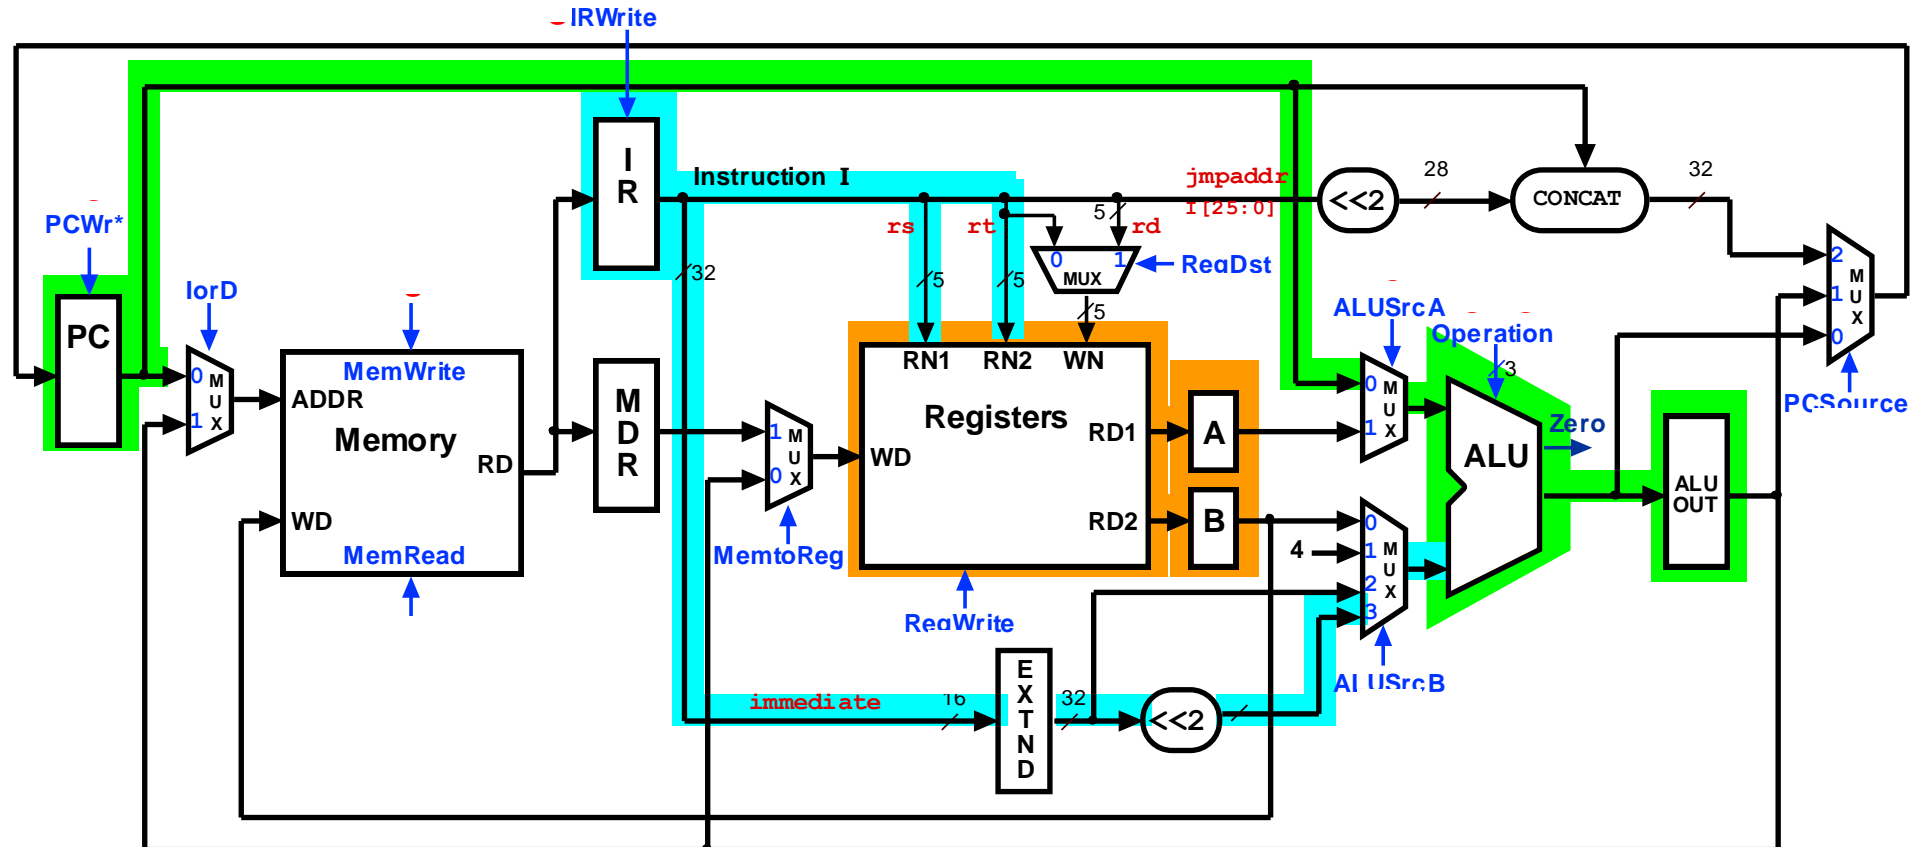 IRWrite
I
R
Instruction I
jmpaddr
I[25:0]
<<2
28
CONCAT
32
rs
rt
5
rd
PCWr*
IorD
PC
0
1
M
U
X
MemWrite
ADDR
Memory
RD
WD
MemRead
32
5
5
0
1
MUX
RegDst
5
M
D
R
1
0
M
U
X
MemtoReg
RN1
RN2
WN
Registers
RD1
WD
RD2
RegWrite
A
B
ALUSrcA
0
1
M
U
X
Operation
3
Zero
ALU
ALU
OUT
2
1
0
M
U
X
PCSource
4
0
1
2
3
M
U
X
ALUSrcB
immediate
16
E
X
T
N
D
32
<<2